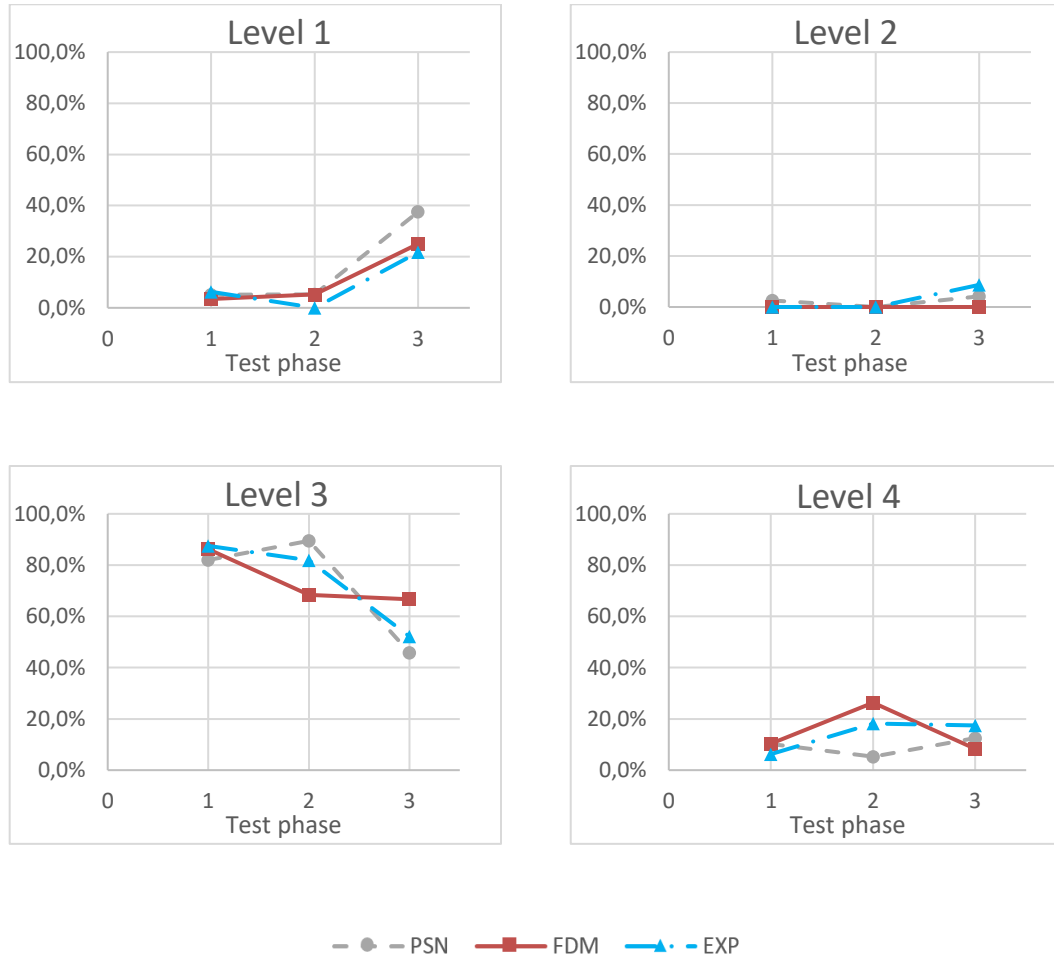 Level 1
100,0%
80,0%
60,0%
40,0%
20,0%
0,0%
0 1 2 3
Test phase
Level 2
100,0%
80,0%
60,0%
40,0%
20,0%
0,0%
0 1 2 3
Test phase
Level 3
100,0%
80,0%
60,0%
40,0%
20,0%
0,0%
0 1 2 3
Test phase
Level 4
100,0%
80,0%
60,0%
40,0%
20,0%
0,0%
0 1 2 3
Test phase
PSN FDM EXP